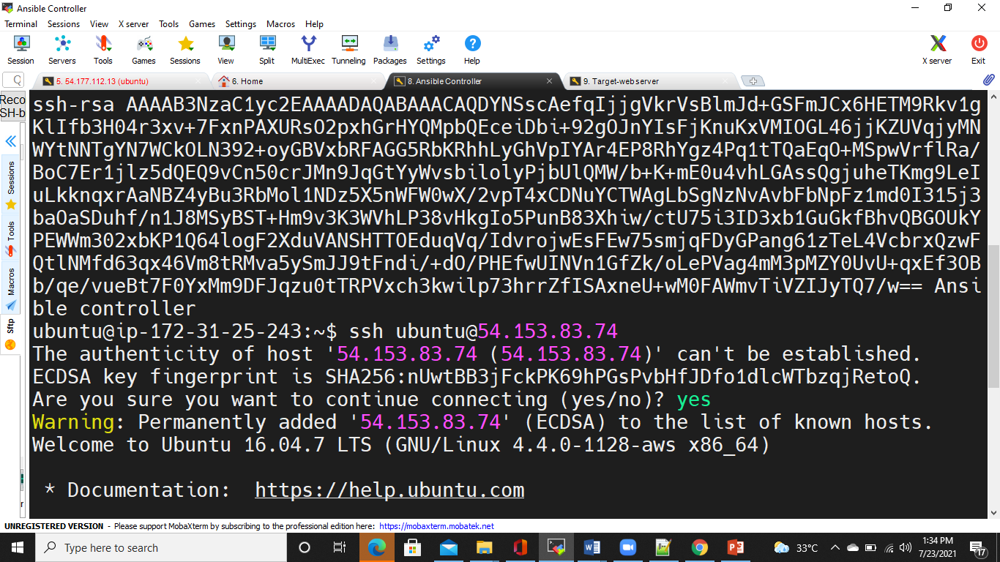 Ansible Controller
Terminal Sessions View X server Tools Games Settings Macros Help
Session Servers Tools Games Sessions View Split MultiExec Tunneling Packages Settings Help X server Exit
5. 54.177.112.13 (ubuntu) 6. Home 8. Ansible Controller 9. Target-webserver
Reco
SH-b
Sessions
Tools
Macros
Sftp
ssh-rsa AAAAB3NzaC1yc2EAAAADAQABAAACAQDYNSscAefqIjjgVkrVsBlmJd+GSFmJCx6HETM9Rkv1g
KlIfb3H04r3xv+7FxnPAXURsO2pxhGrHYQMpbQEceiDbi+92gOJnYIsFjKnuKxVMIOGL46jjKZUVqjyMN
WYtNNTgYN7WCkOLN392+oyGBVxbRFAGG5RbKRhhLyGhVpIYAr4EP8RhYgz4Pq1tTQaEqO+MSpwVrflRa/
BoC7Er1jlz5dQEQ9vCn50crJMn9JqGtYyWvsbilolyPjbUlQMW/b+K+mE0u4vhLGAssQgjuheTKmg9LeI
uLkknqxrAaNBZ4yBu3RbMol1NDz5X5nWFW0wX/2vpT4xCDNuYCTWAgLbSgNzNvAvbFbNpFz1md0I315j3
baOaSDuhf/n1J8MSyBST+Hm9v3K3WVhLP38vHkgIo5PunB83Xhiw/ctU75i3ID3xb1GuGkfBhvQBGOUkY
PEWWm302xbKP1Q64logF2XduVANSHTTOEduqVq/IdvrojwEsFEw75smjqFDyGPang61zTeL4VcbrxQzwF
QtlNMfd63qx46Vm8tRMva5ySmJJ9tFndi/+dO/PHEfwUINVn1GfZk/oLePVag4mM3pMZY0UvU+qxEf3OB
b/qe/vueBt7F0YxMm9DFJqzu0tTRPVxch3kwilp73hrrZfISAxneU+wM0FAWmvTiVZIJyTQ7/w== Ansi
ble controller
ubuntu@ip-172-31-25-243:~$ ssh ubuntu@54.153.83.74
The authenticity of host '54.153.83.74 (54.153.83.74)' can't be established.
ECDSA key fingerprint is SHA256:nUwtBB3jFckPK69hPGsPvbHfJDfo1dlcWTbzqjRetoQ.
Are you sure you want to continue connecting (yes/no)? yes
Warning: Permanently added '54.153.83.74' (ECDSA) to the list of known hosts.
Welcome to Ubuntu 16.04.7 LTS (GNU/Linux 4.4.0-1128-aws x86_64)
* Documentation: https://help.ubuntu.com
UNREGISTERED VERSION - Please support MobaXterm by subscribing to the professional edition here: https://mobaxterm.mobatek.net
Type here to search
33°C
1:34 PM
7/23/2021
17